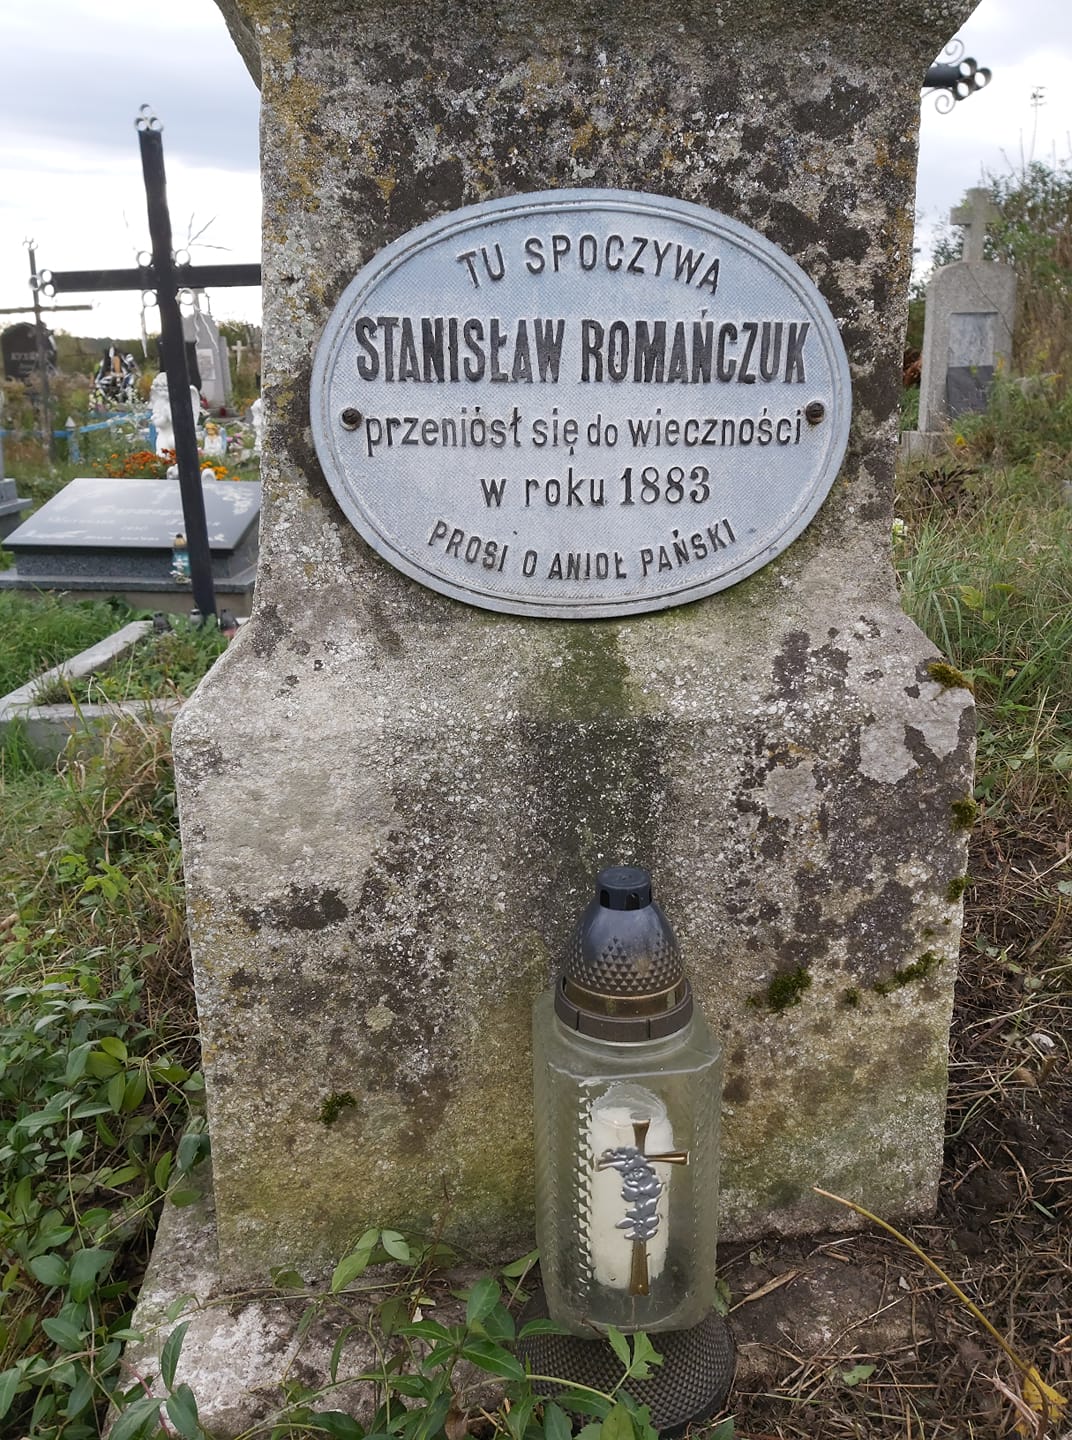 TU SPOCZYWA
STANISŁAW ROMAŃCZUK
przeniósł się do wieczności
w roku 1883
PROSI O ANIOŁ PAŃSKI